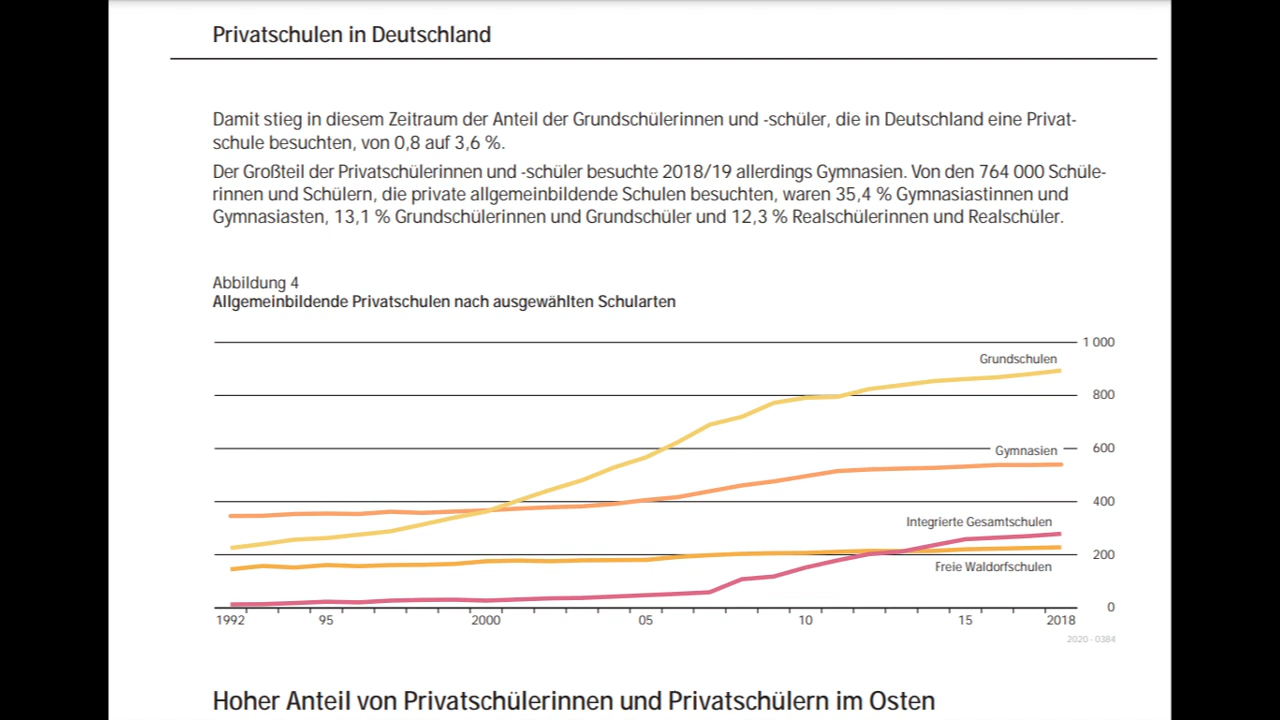 Privatschulen in Deutschland
Damit stieg in diesem Zeitraum der Anteil der Grundschülerinnen und -schüler, die in Deutschland eine Privat-
schule besuchten, von 0,8 auf 3,6 %.
Der Großteil der Privatschülerinnen und -schüler besuchte 2018/19 allerdings Gymnasien. Von den 764 000 Schüle-
rinnen und Schülern, die private allgemeinbildende Schulen besuchten, waren 35,4 % Gymnasiastinnen und
Gymnasiasten, 13,1 % Grundschülerinnen und Grundschüler und 12,3 % Realschülerinnen und Realschüler.
Abbildung 4
Allgemeinbildende Privatschulen nach ausgewählten Schularten
1 000
Grundschulen
800
Gymnasien
600
400
Integrierte Gesamtschulen
200
Freie Waldorfschulen
0
1992 95 2000 05 10 15 2018
2020 - 0384
Hoher Anteil von Privatschülerinnen und Privatschülern im Osten